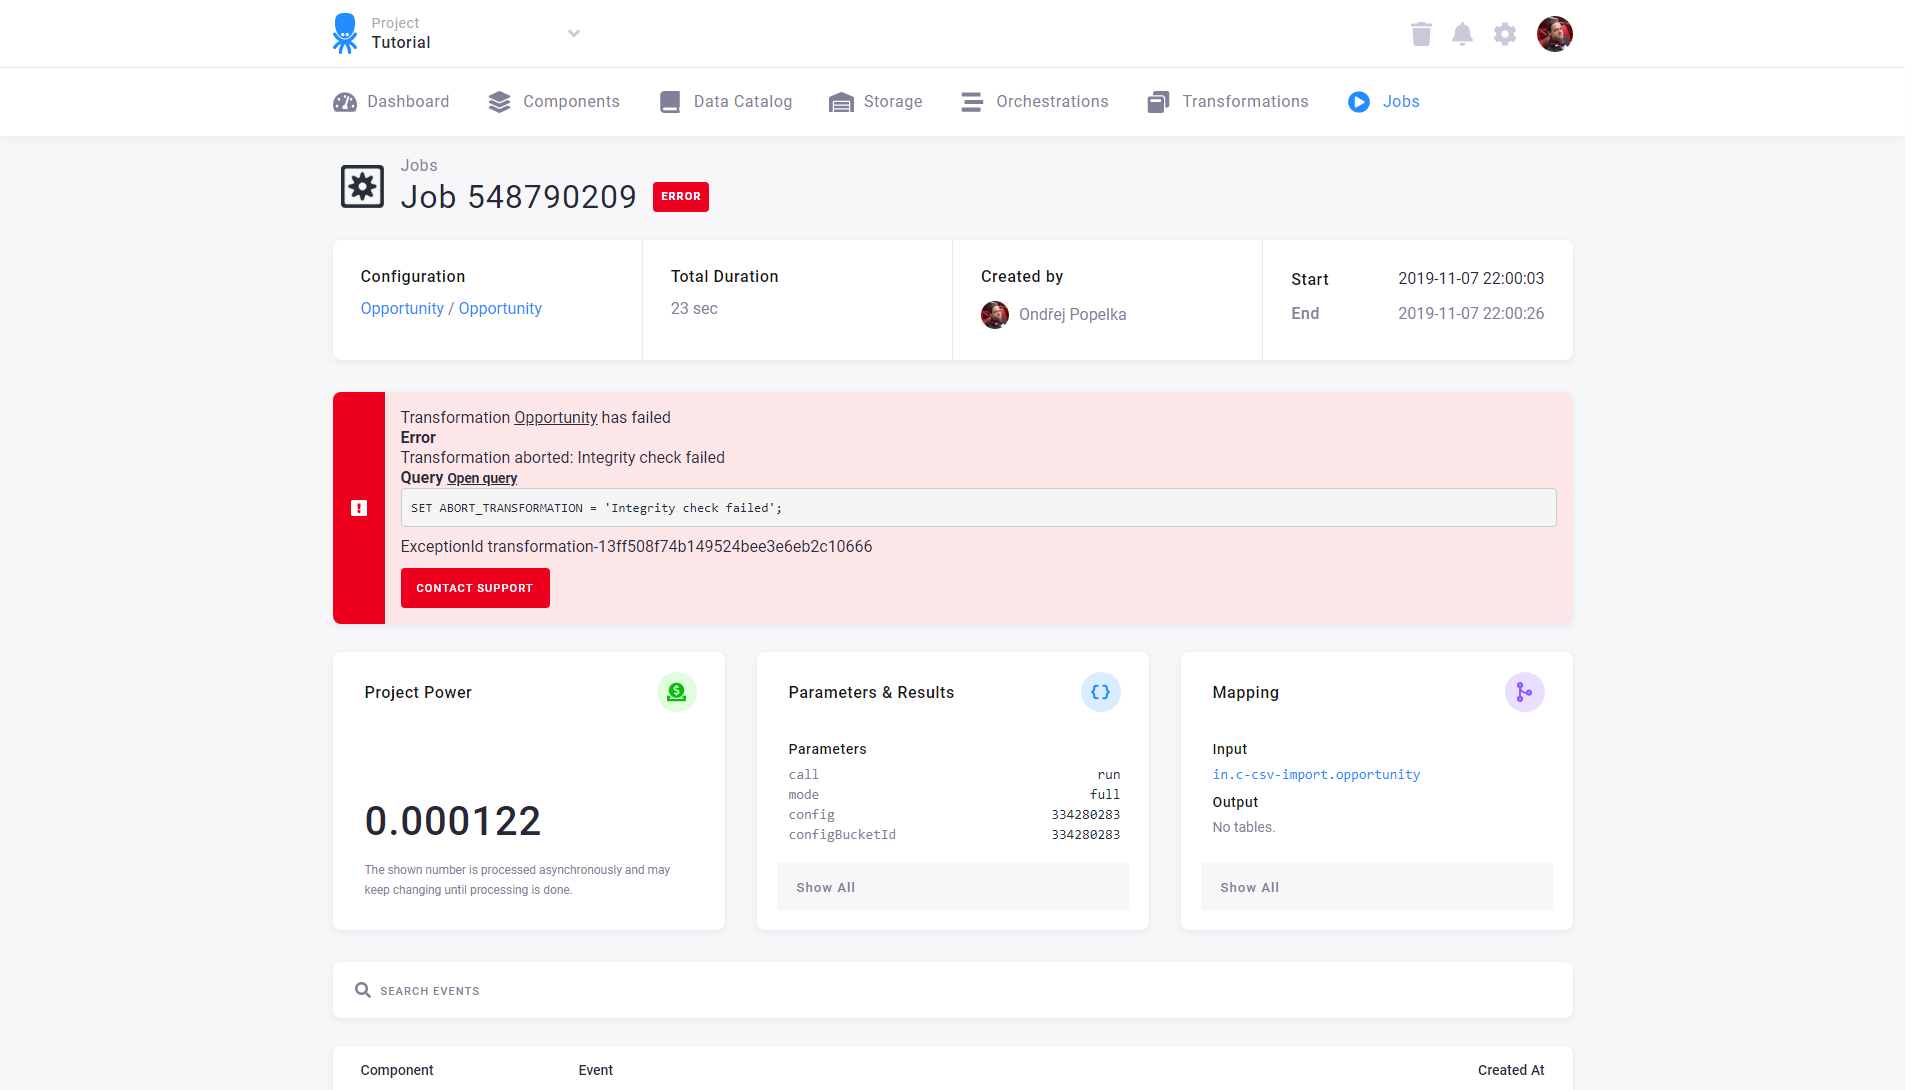 Project
Tutorial
Dashboard
Components
Data Catalog
Storage
Orchestrations
Transformations
Jobs
Jobs
Job 548790209
ERROR
Configuration
Opportunity / Opportunity
Total Duration
23 sec
Created by
Ondřej Popelka
Start 2019-11-07 22:00:03
End 2019-11-07 22:00:26
Transformation Opportunity has failed
Error
Transformation aborted: Integrity check failed
Query Open query
SET ABORT_TRANSFORMATION = 'Integrity check failed';
ExceptionId transformation-13ff508f74b149524bee3e6eb2c10666
CONTACT SUPPORT
Project Power
0.000122
The shown number is processed asynchronously and may
keep changing until processing is done.
Parameters & Results
Parameters
call run
mode full
config 334280283
configBucketId 334280283
Show All
Mapping
Input
in.c-csv-import.opportunity
Output
No tables.
Show All
SEARCH EVENTS
Component Event Created At